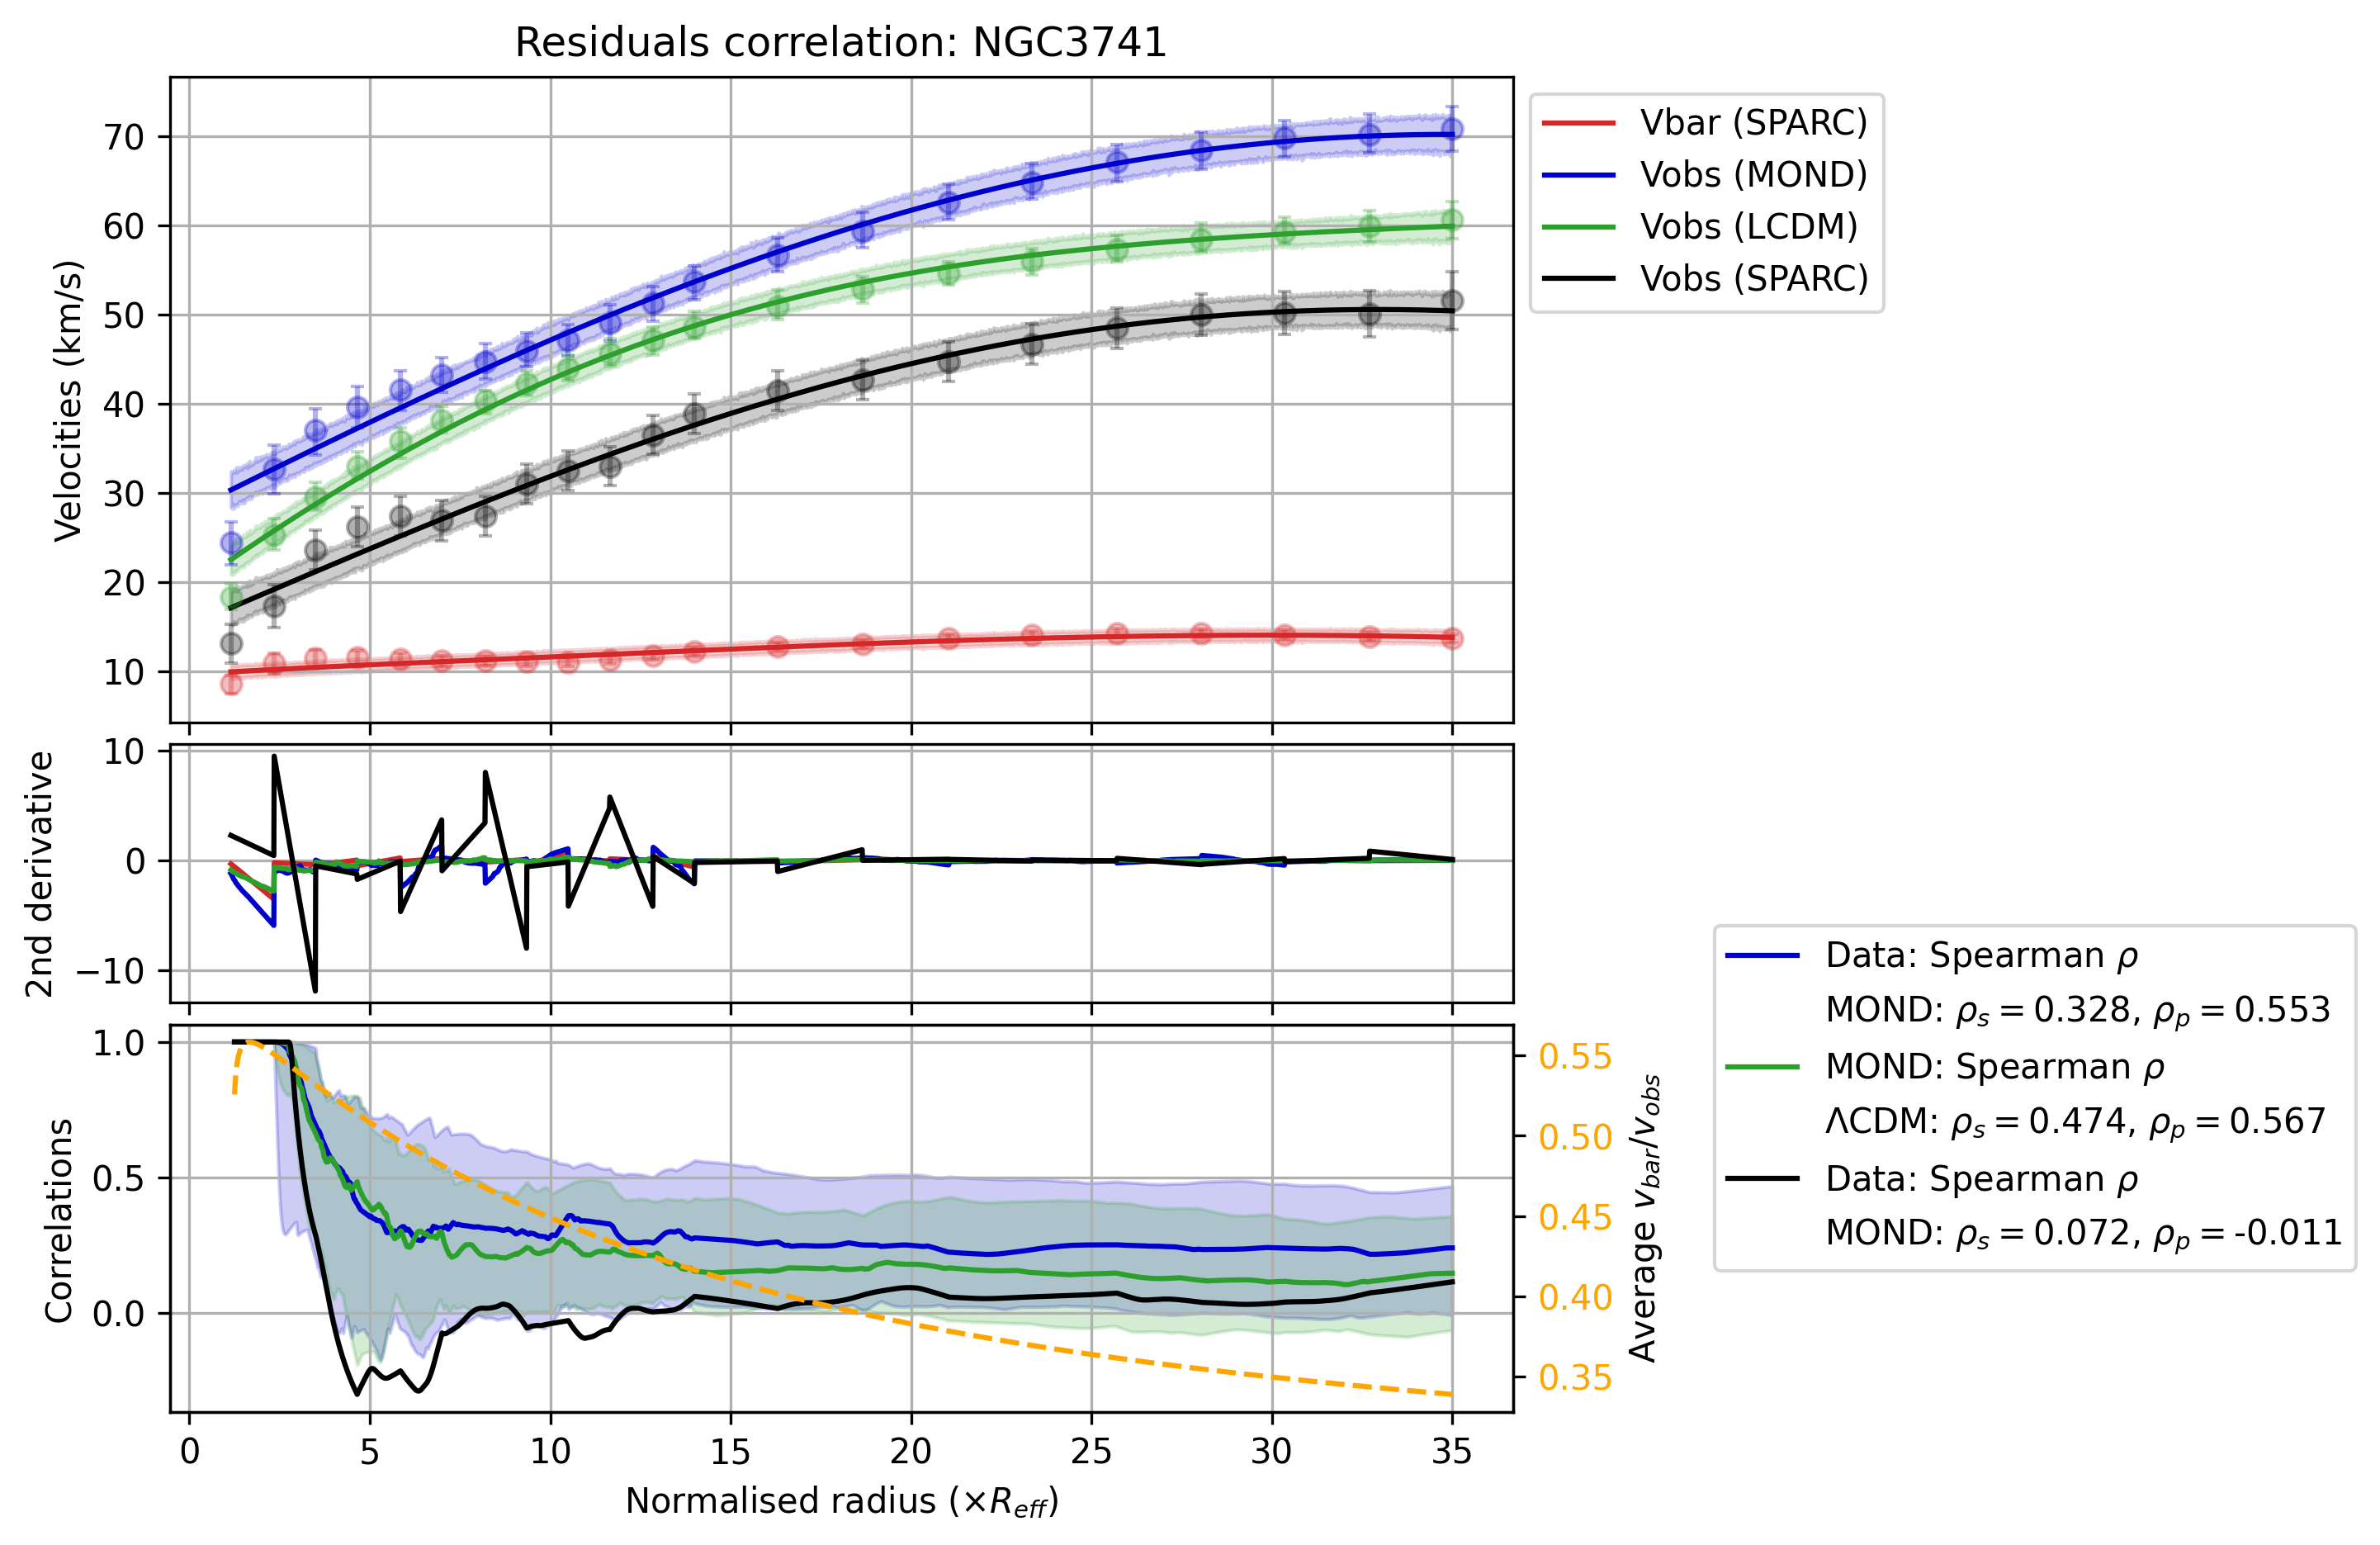 Residuals correlation: NGC3741
Velocities (km/s)
70
60
50
40
30
20
10
Vbar (SPARC)
Vobs (MOND)
Vobs (LCDM)
Vobs (SPARC)
2nd derivative
10
0
−10
Correlations
1.0
0.5
0.0
0.55
0.50
0.45
0.40
0.35
Average v_bar/v_obs
Data: Spearman ρ
MOND: ρ_s = 0.328, ρ_p = 0.553
MOND: Spearman ρ
ΛCDM: ρ_s = 0.474, ρ_p = 0.567
Data: Spearman ρ
MOND: ρ_s = 0.072, ρ_p = -0.011
0 5 10 15 20 25 30 35
Normalised radius (×R_eff)